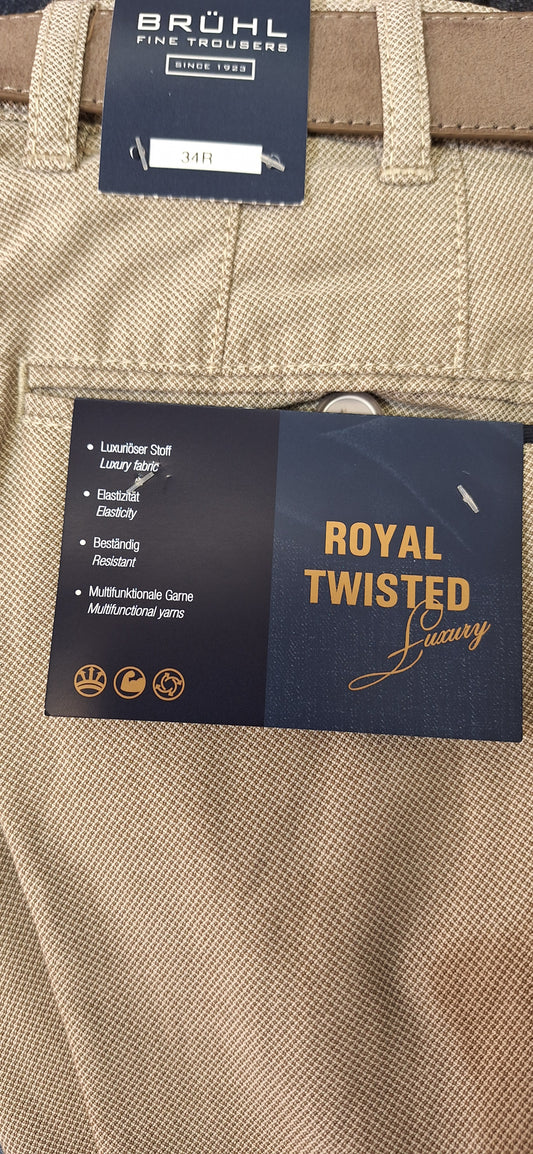 BRÜHL
FINE TROUSERS
SINCE 1923
34R
• Luxuriöser Stoff
Luxury fabric
• Elastizität
Elasticity
• Beständig
Resistant
• Multifunktionale Garne
Multifunctional yarns
ROYAL
TWISTED
Luxury